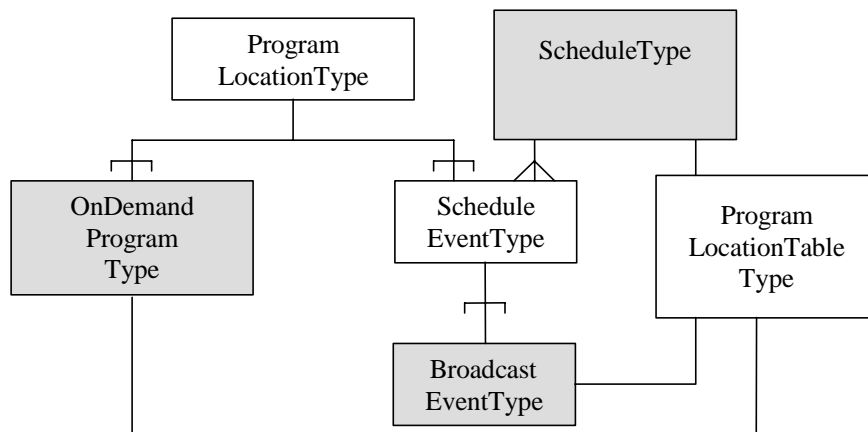 Program
LocationType
ScheduleType
OnDemand
Program
Type
Schedule
EventType
Program
LocationTable
Type
Broadcast
EventType